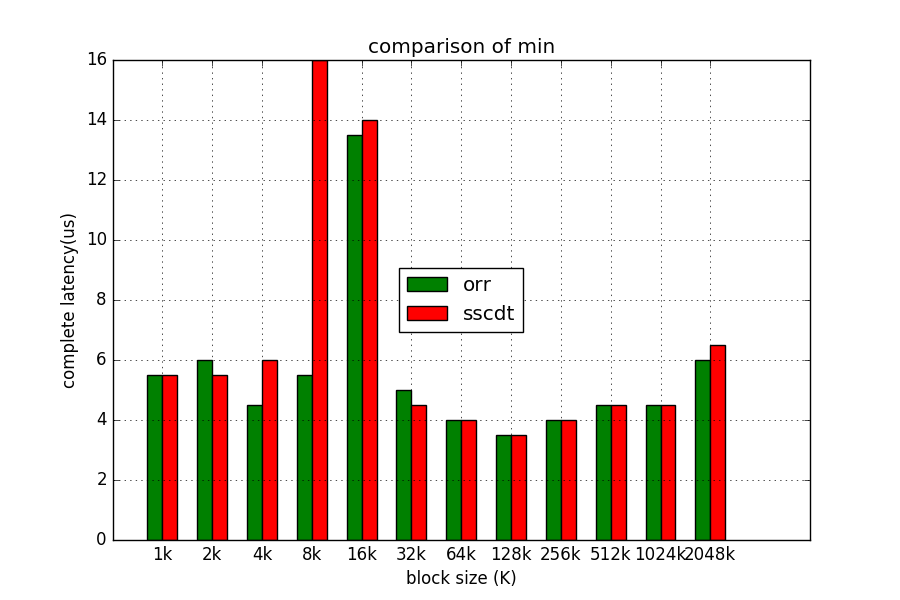 comparison of min
16
14
12
10
8
6
4
2
0
complete latency(us)
orr
sscdt
1k 2k 4k 8k 16k 32k 64k 128k 256k 512k 1024k 2048k
block size (K)